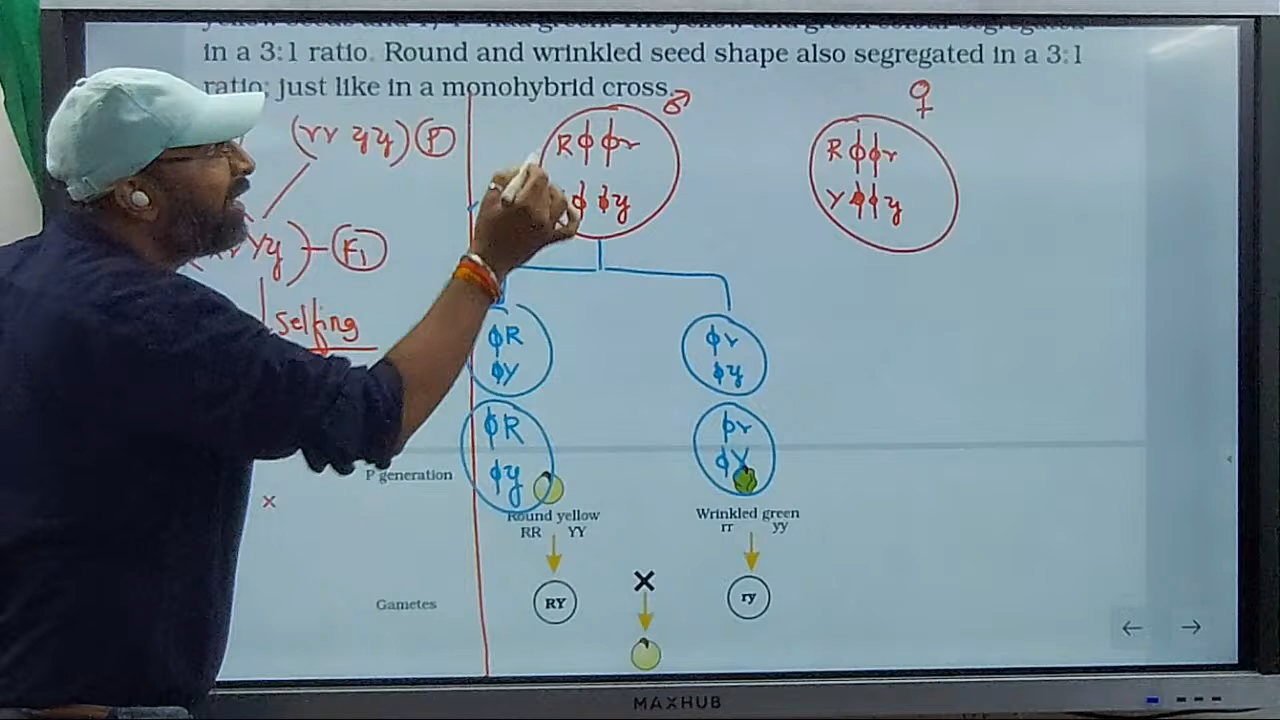 in a 3:1 ratio. Round and wrinkled seed shape also segregated in a 3:1
ratio; just like in a monohybrid cross.
(rr yy) P
♂
♀
R ϕ ϕ r
ϕ ϕ y
R ϕ ϕ r
Y ϕ ϕ y
Yy) F1
Selfing
ϕ R
ϕ Y
ϕ r
ϕ y
ϕ R
ϕ y
ϕ r
ϕ Y
P generation
×
Round yellow
RR YY
Wrinkled green
rr yy
Gametes
RY
×
ry
← →
MAXHUB